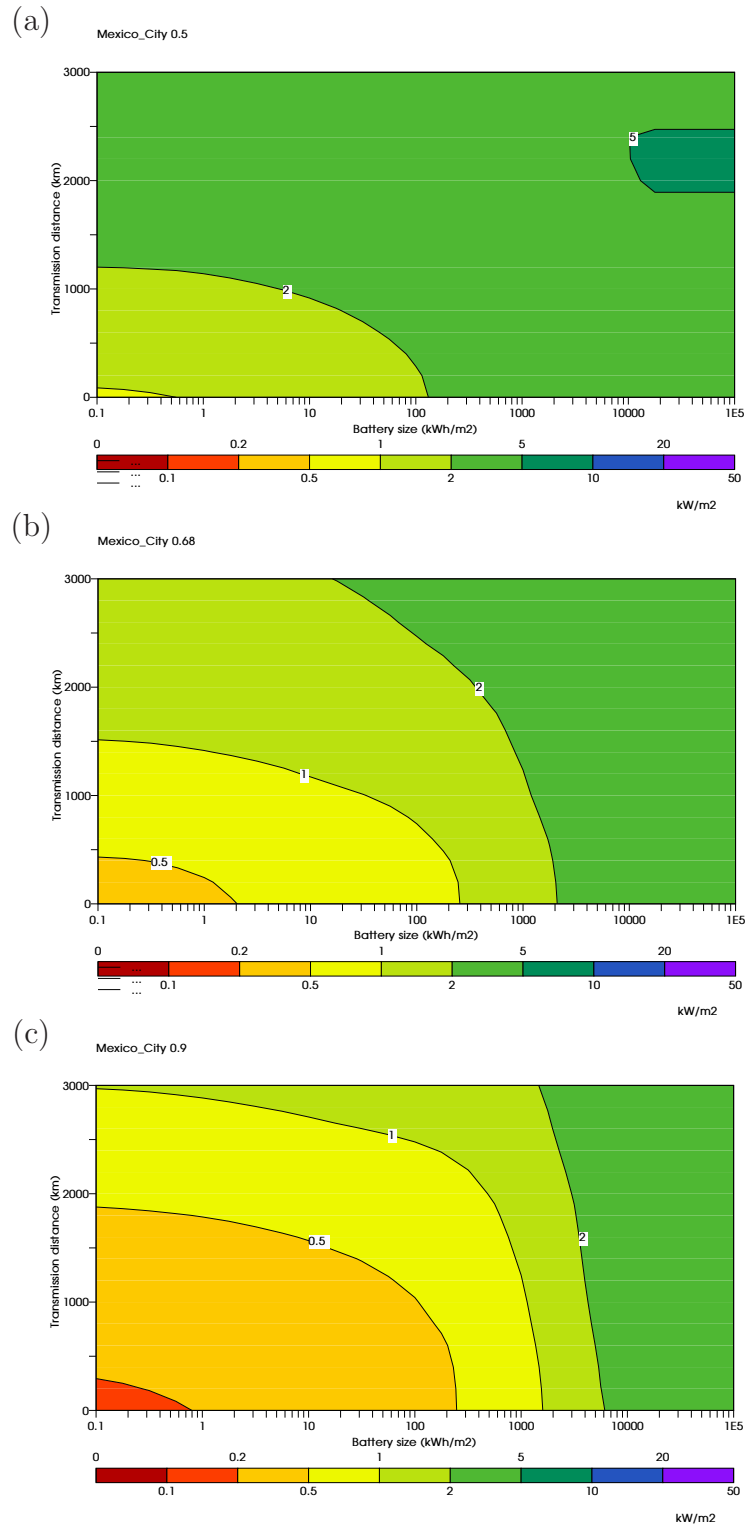 (a)
Mexico_City 0.5
3000
2000
1000
0
Transmission distance (km)
5
2
0.1 1 10 100 1000 10000 1E5
Battery size (kWh/m2)
0 0.2 1 5 20
...
...
...
0.1 0.5 2 10 50
kW/m2
(b)
Mexico_City 0.68
3000
2000
1000
0
Transmission distance (km)
2
1
0.5
0.1 1 10 100 1000 10000 1E5
Battery size (kWh/m2)
0 0.2 1 5 20
...
...
...
0.1 0.5 2 10 50
kW/m2
(c)
Mexico_City 0.9
3000
2000
1000
0
Transmission distance (km)
1
0.5
2
0.1 1 10 100 1000 10000 1E5
Battery size (kWh/m2)
0 0.2 1 5 20
0.1 0.5 2 10 50
kW/m2